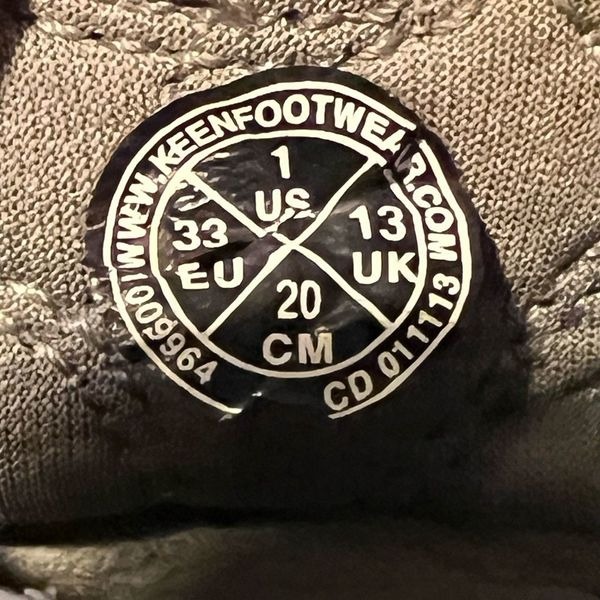 WWW.KEENFOOTWEAR.COM
1
US
33
EU
13
UK
20
CM
1009964
CD 011113